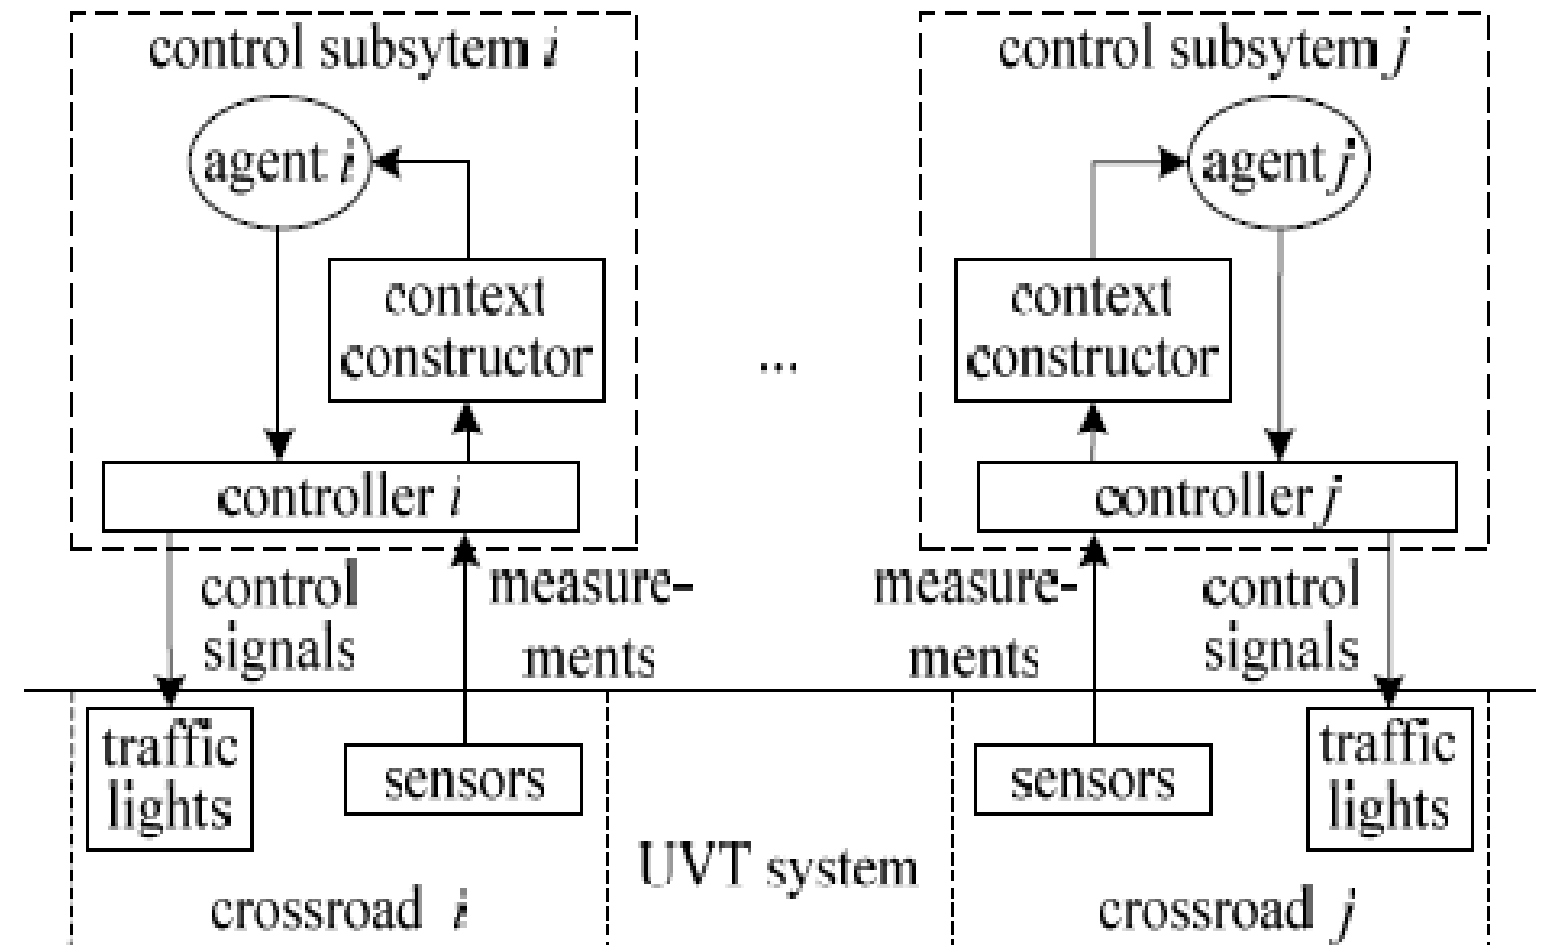 control subsytem i
agent i
context
constructor
controller i
control
signals
measure-
ments
traffic
lights
sensors
crossroad i
...
UVT system
control subsytem j
agent j
context
constructor
controller j
measure-
ments
control
signals
sensors
traffic
lights
crossroad j